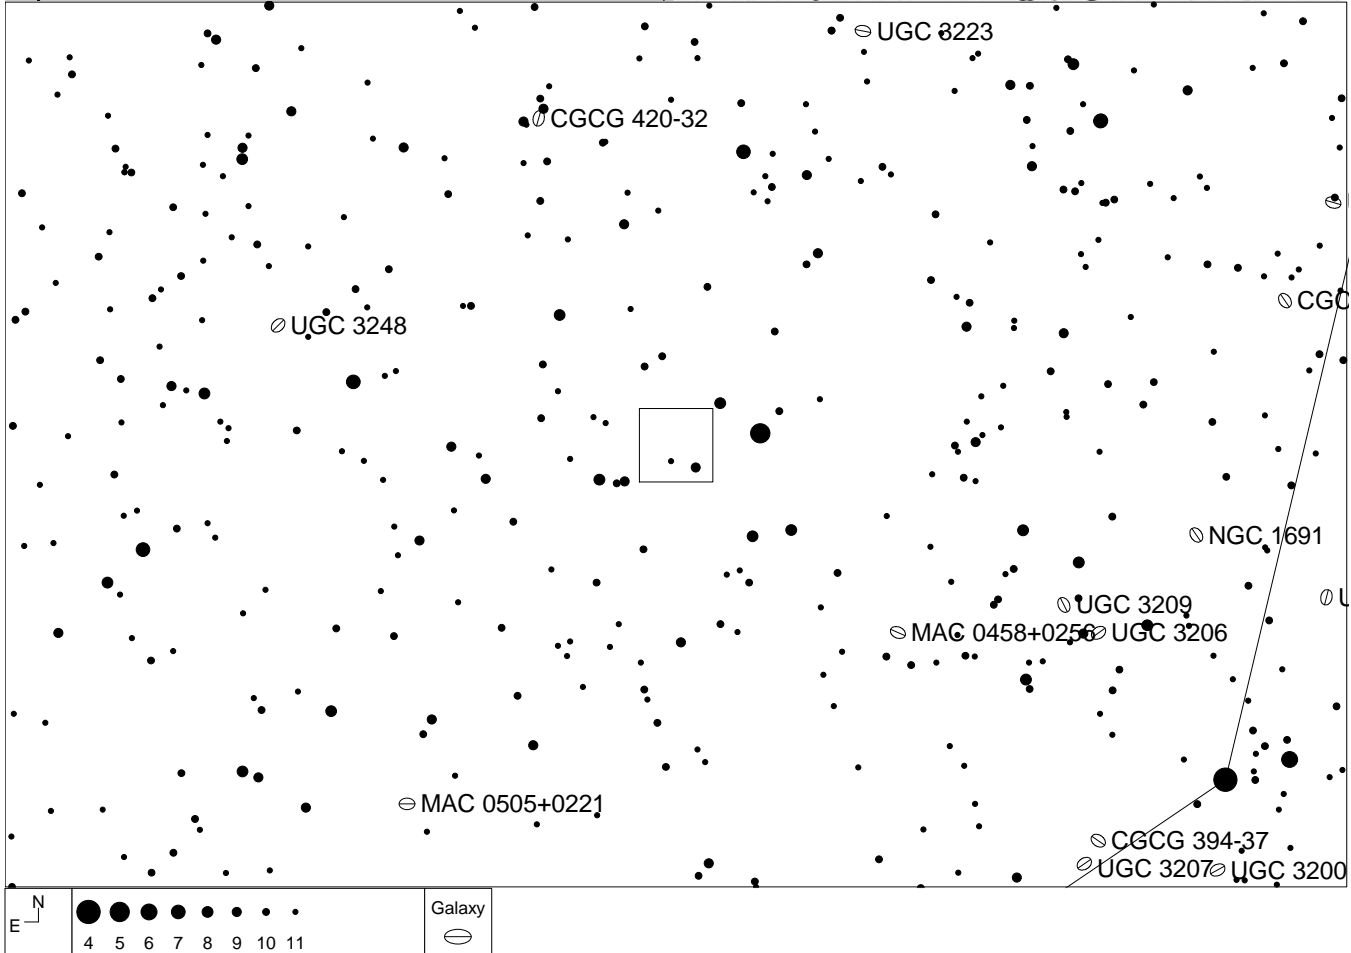 UGC 3223
CGCG 420-32
CGC
UGC 3248
NGC 1691
U
UGC 3209
MAC 0458+0256 UGC 3206
MAC 0505+0221
CGCG 394-37
UGC 3207 UGC 3200
N
E
Galaxy
4 5 6 7 8 9 10 11